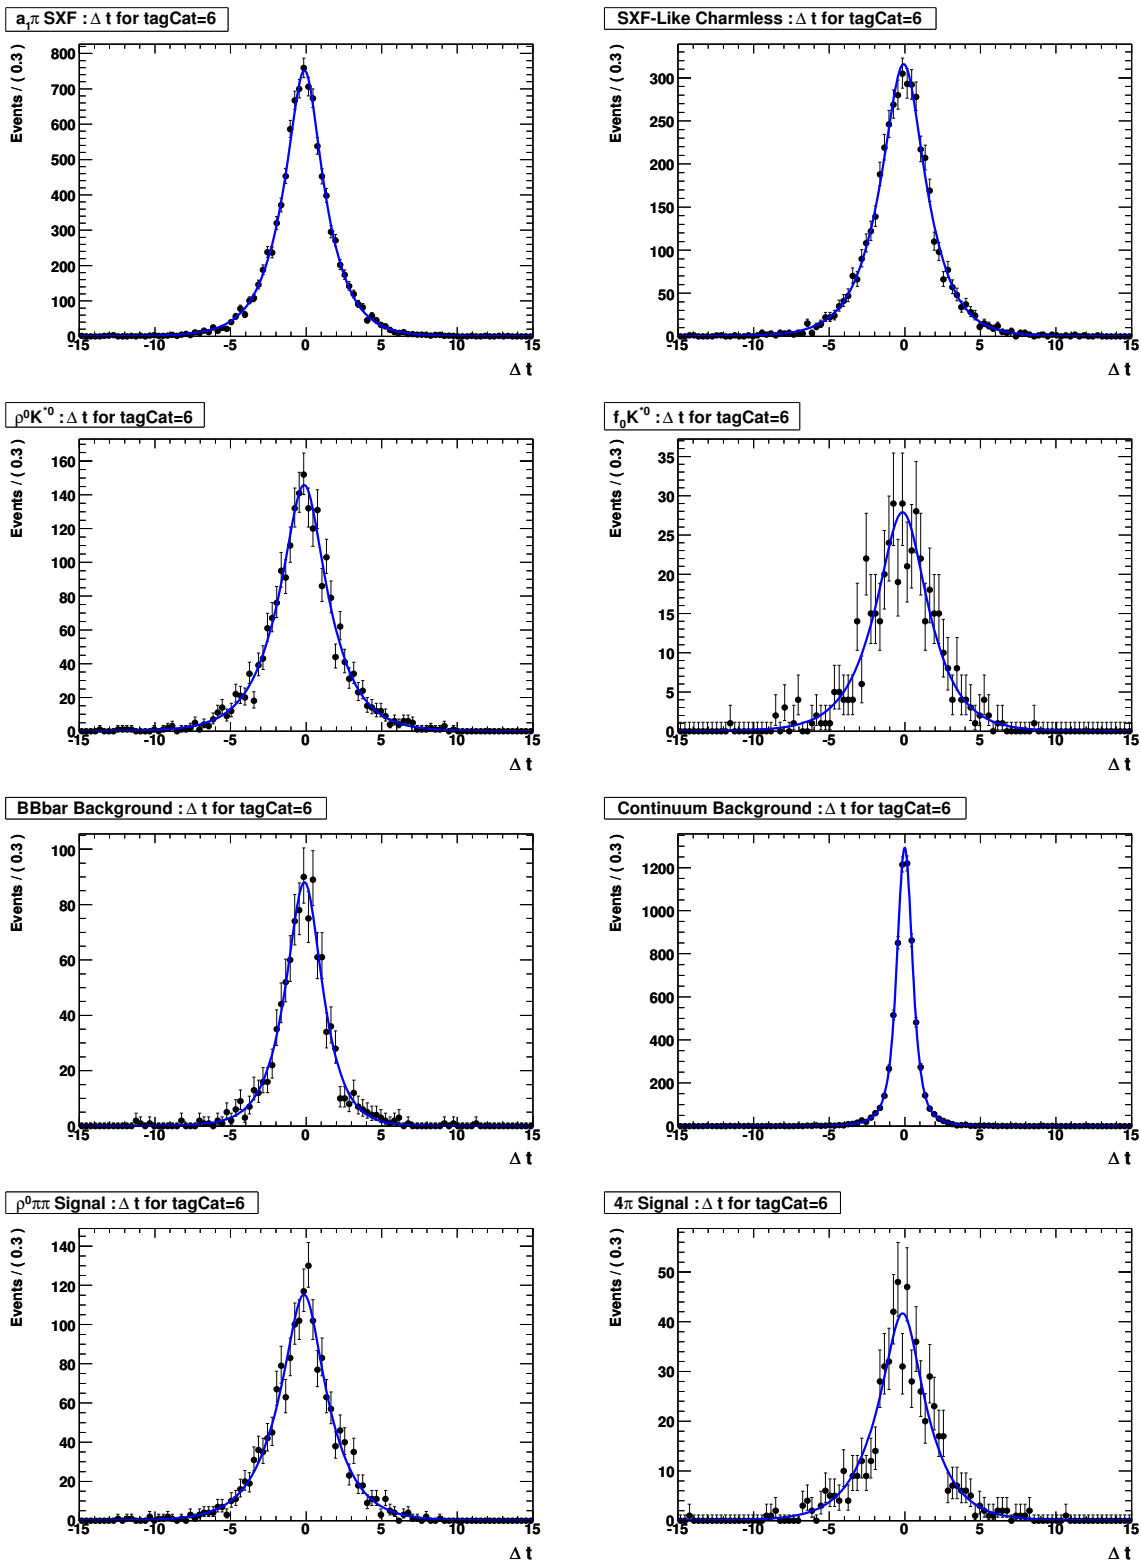 a₁π SXF : Δ t for tagCat=6
Events / ( 0.3 )
800
700
600
500
400
300
200
100
0
-15 -10 -5 0 5 10 15
Δ t
SXF-Like Charmless : Δ t for tagCat=6
Events / ( 0.3 )
300
250
200
150
100
50
0
-15 -10 -5 0 5 10 15
Δ t
ρ⁰K*⁰ : Δ t for tagCat=6
Events / ( 0.3 )
160
140
120
100
80
60
40
20
0
-15 -10 -5 0 5 10 15
Δ t
f₀K*⁰ : Δ t for tagCat=6
Events / ( 0.3 )
35
30
25
20
15
10
5
0
-15 -10 -5 0 5 10 15
Δ t
BBbar Background : Δ t for tagCat=6
Events / ( 0.3 )
100
80
60
40
20
0
-15 -10 -5 0 5 10 15
Δ t
Continuum Background : Δ t for tagCat=6
Events / ( 0.3 )
1200
1000
800
600
400
200
0
-15 -10 -5 0 5 10 15
Δ t
ρ⁰ππ Signal : Δ t for tagCat=6
Events / ( 0.3 )
140
120
100
80
60
40
20
0
-15 -10 -5 0 5 10 15
Δ t
4π Signal : Δ t for tagCat=6
Events / ( 0.3 )
50
40
30
20
10
0
-15 -10 -5 0 5 10 15
Δ t